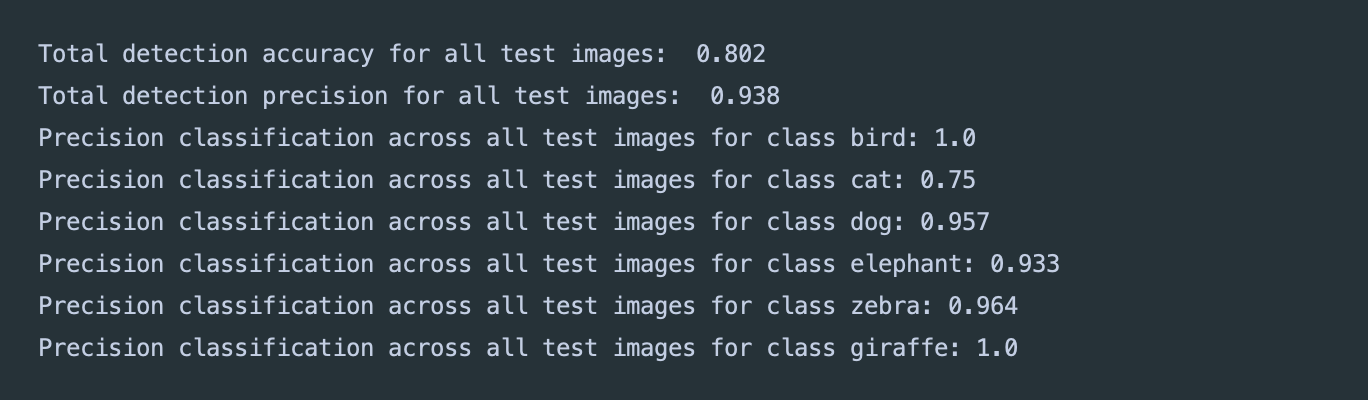 Total detection accuracy for all test images:  0.802
Total detection precision for all test images:  0.938
Precision classification across all test images for class bird: 1.0
Precision classification across all test images for class cat: 0.75
Precision classification across all test images for class dog: 0.957
Precision classification across all test images for class elephant: 0.933
Precision classification across all test images for class zebra: 0.964
Precision classification across all test images for class giraffe: 1.0